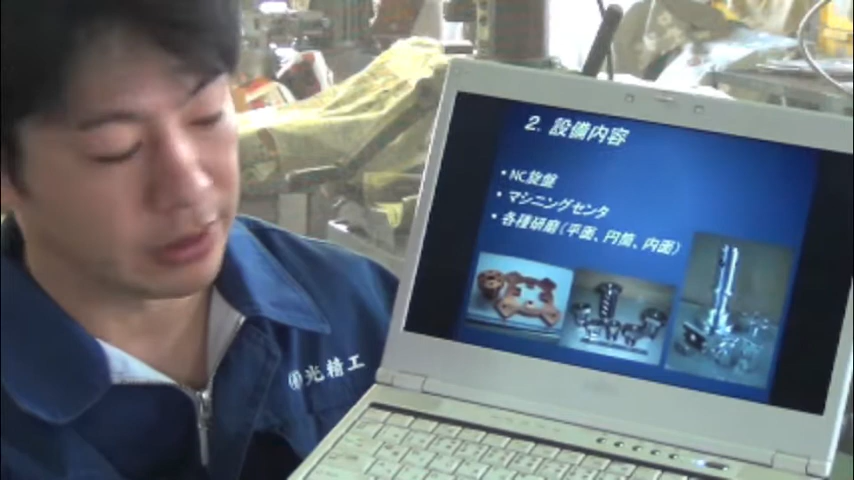 2. 設備内容
・NC旋盤
・マシニングセンタ
・各種研磨(平面、円筒、内面)
光精工